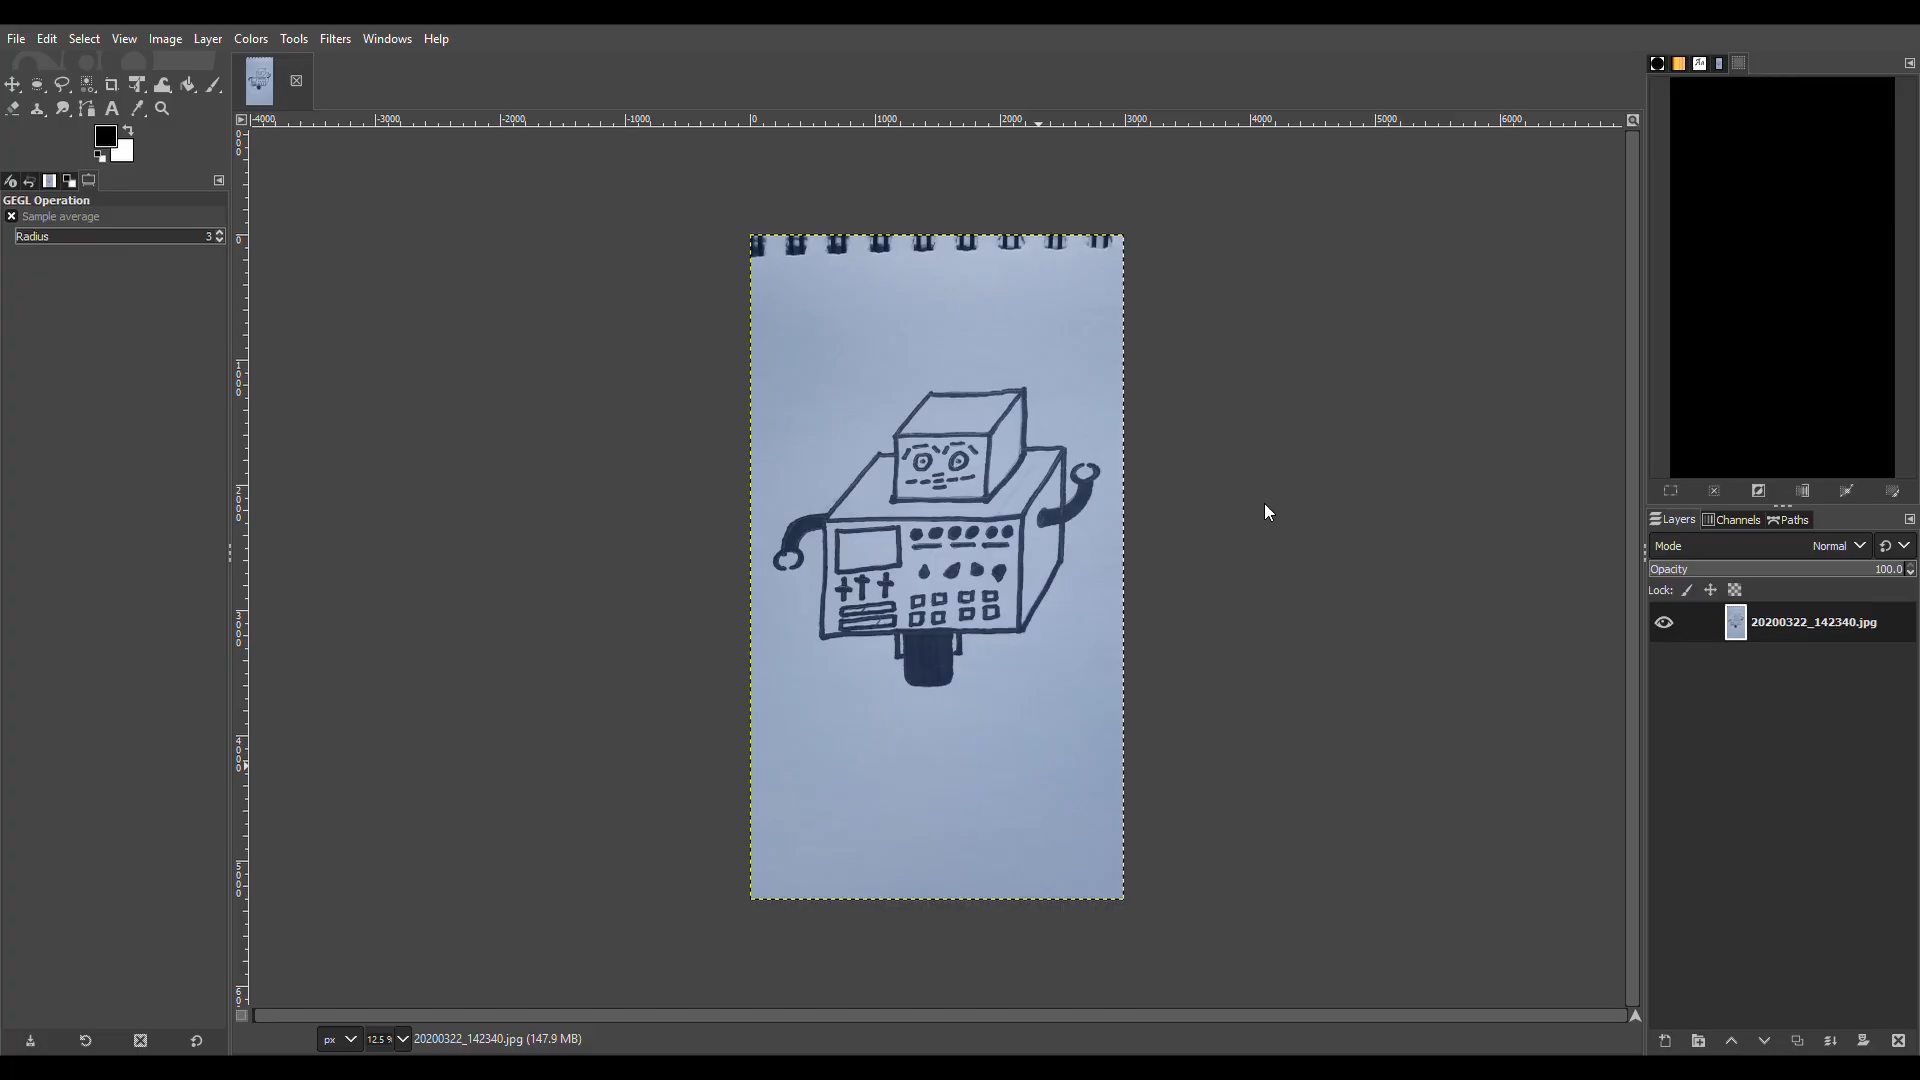 File Edit Select View Image Layer Colors Tools Filters Windows Help
GEGL Operation
Sample average
Radius 3
-4000 -3000 -2000 -1000 0 1000 2000 3000 4000 5000 6000
Layers Channels Paths
Mode Normal
Opacity 100.0
Lock:
20200322_142340.jpg
px 12.5 % 20200322_142340.jpg (147.9 MB)